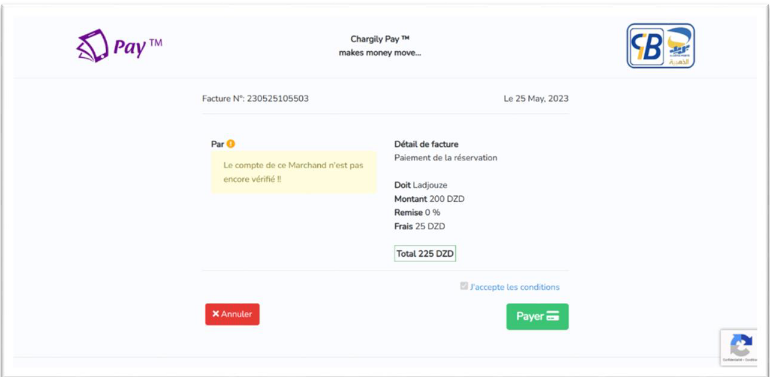 Pay ™
Chargily Pay ™
makes money move...
Facture N°: 230525105503
Le 25 May, 2023
Par
Le compte de ce Marchand n'est pas
encore vérifié !!
Détail de facture
Paiement de la réservation
Doit Ladjouze
Montant 200 DZD
Remise 0 %
Frais 25 DZD
Total 225 DZD
J'accepte les conditions
Annuler
Payer